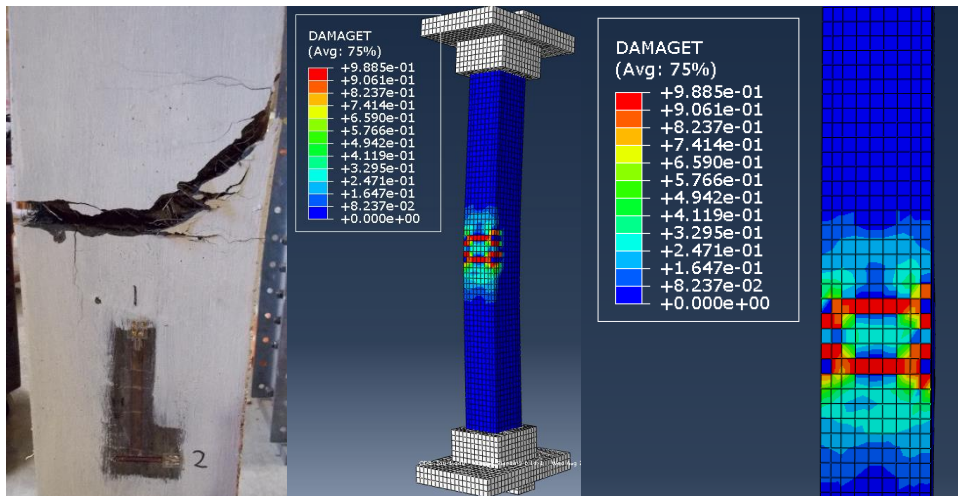 1
2
DAMAGET
(Avg: 75%)
+9.885e-01
+9.061e-01
+8.237e-01
+7.414e-01
+6.590e-01
+5.766e-01
+4.942e-01
+4.119e-01
+3.295e-01
+2.471e-01
+1.647e-01
+8.237e-02
+0.000e+00
DAMAGET
(Avg: 75%)
+9.885e-01
+9.061e-01
+8.237e-01
+7.414e-01
+6.590e-01
+5.766e-01
+4.942e-01
+4.119e-01
+3.295e-01
+2.471e-01
+1.647e-01
+8.237e-02
+0.000e+00